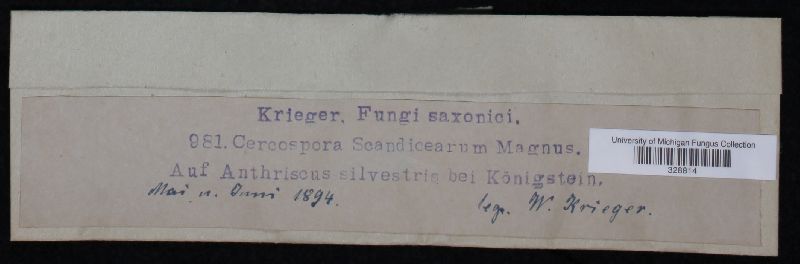 Krieger, Fungi saxonici.
981. Cercospora Scandicearum Magnus.
Auf Anthriscus silvestris bei Königstein.
Mai u. Juni 1894.
leg. W. Krieger.
University of Michigan Fungus Collection
328814